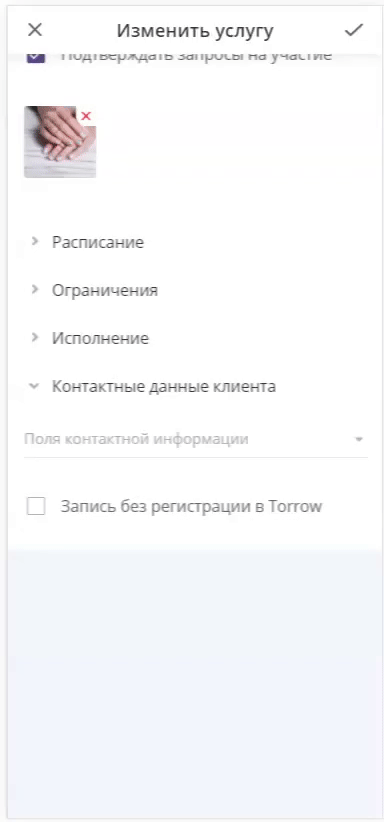 Изменить услугу
Подтверждать запросы на участие
Расписание
Ограничения
Исполнение
Контактные данные клиента
Поля контактной информации
Запись без регистрации в Torrow